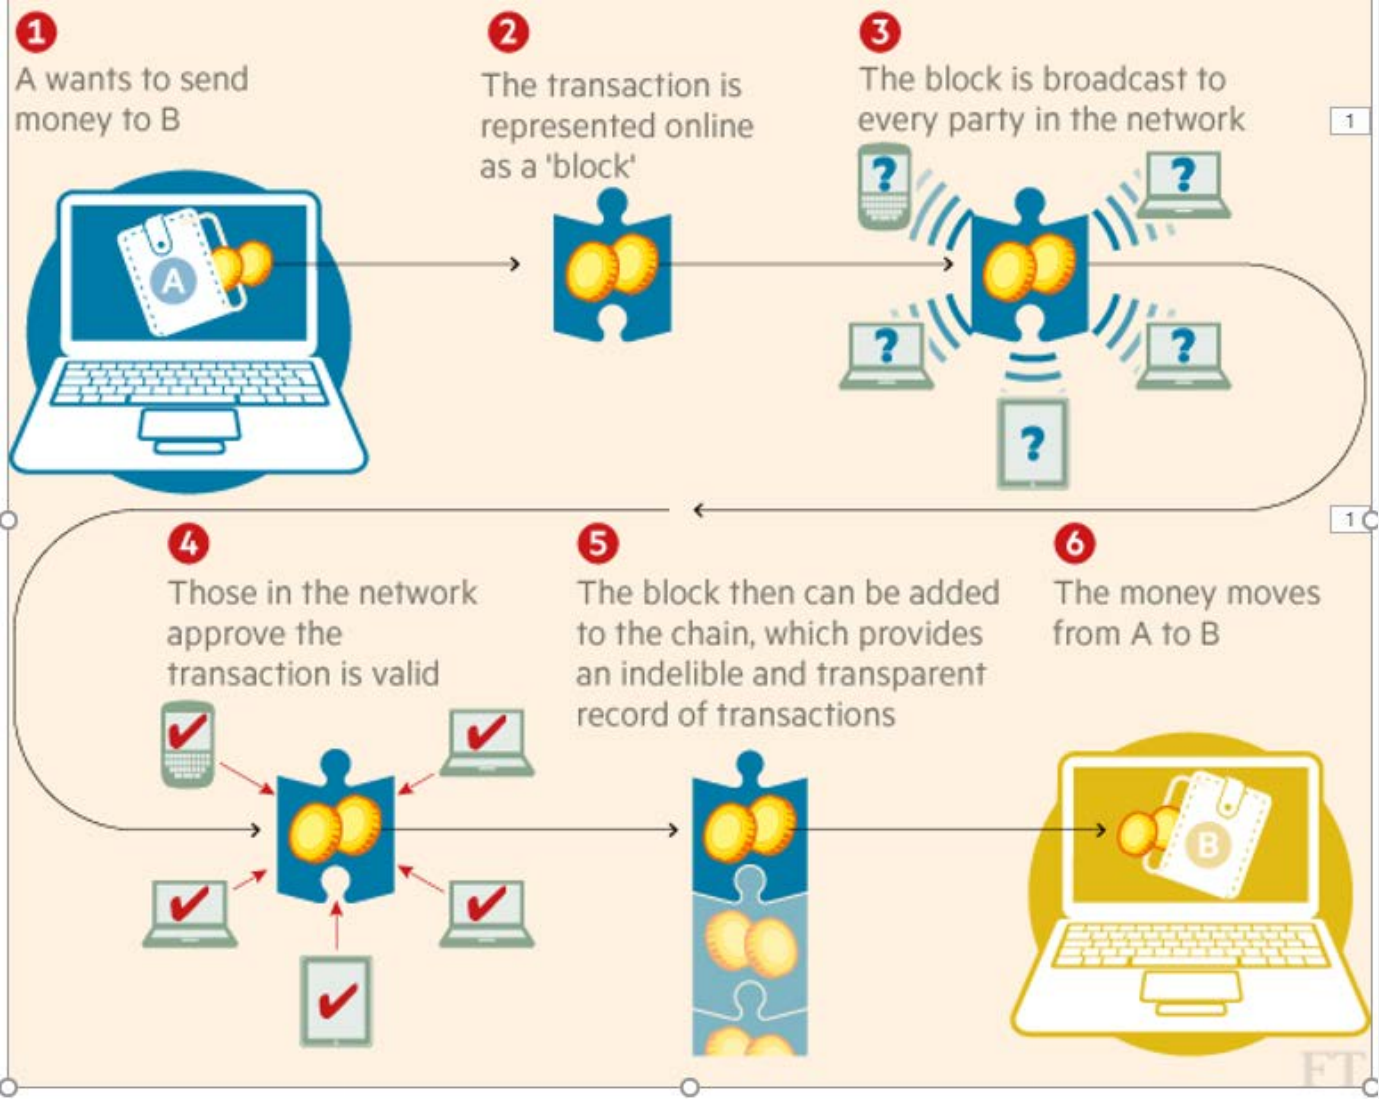 1
A wants to send
money to B
A
2
The transaction is
represented online
as a 'block'
3
The block is broadcast to
every party in the network
1
?
?
?
?
?
1
4
Those in the network
approve the
transaction is valid
5
The block then can be added
to the chain, which provides
an indelible and transparent
record of transactions
6
The money moves
from A to B
B
FT